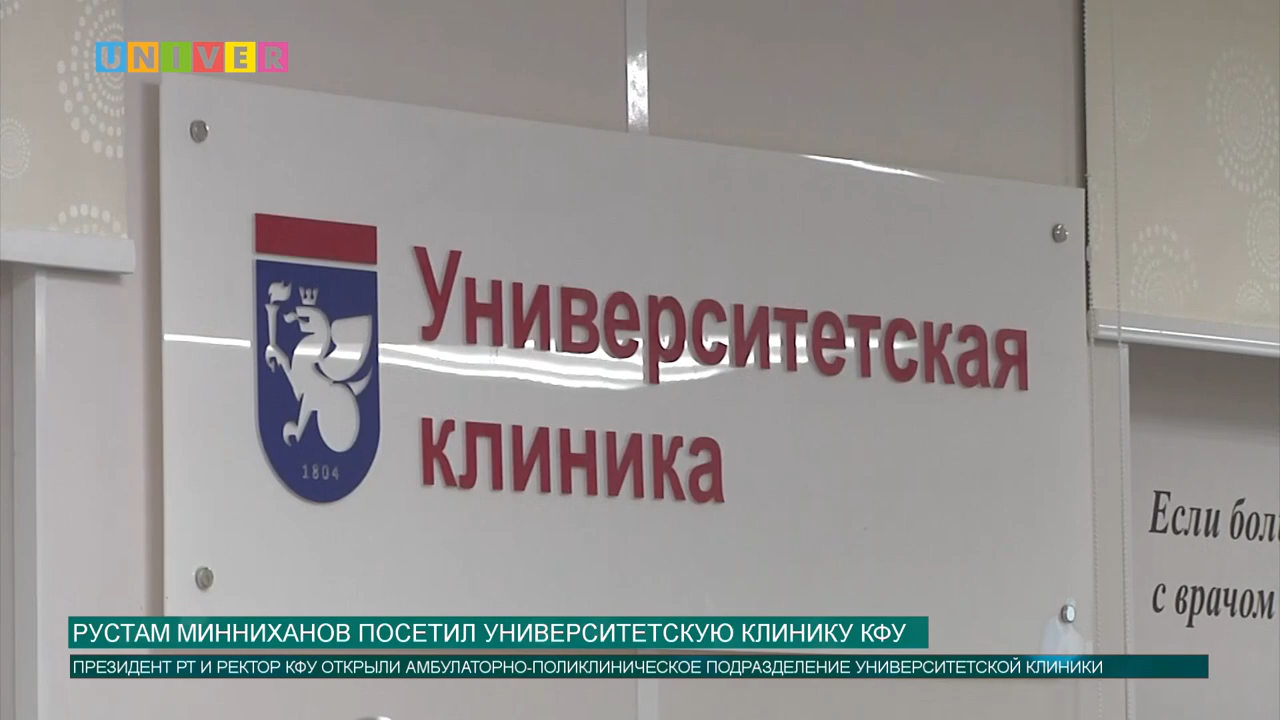 UNIVER
Университетская
клиника
1804
Если
с врачом
РУСТАМ МИННИХАНОВ ПОСЕТИЛ УНИВЕРСИТЕТСКУЮ КЛИНИКУ КФУ
ПРЕЗИДЕНТ РТ И РЕКТОР КФУ ОТКРЫЛИ АМБУЛАТОРНО-ПОЛИКЛИНИЧЕСКОЕ ПОДРАЗДЕЛЕНИЕ УНИВЕРСИТЕТСКОЙ КЛИНИКИ